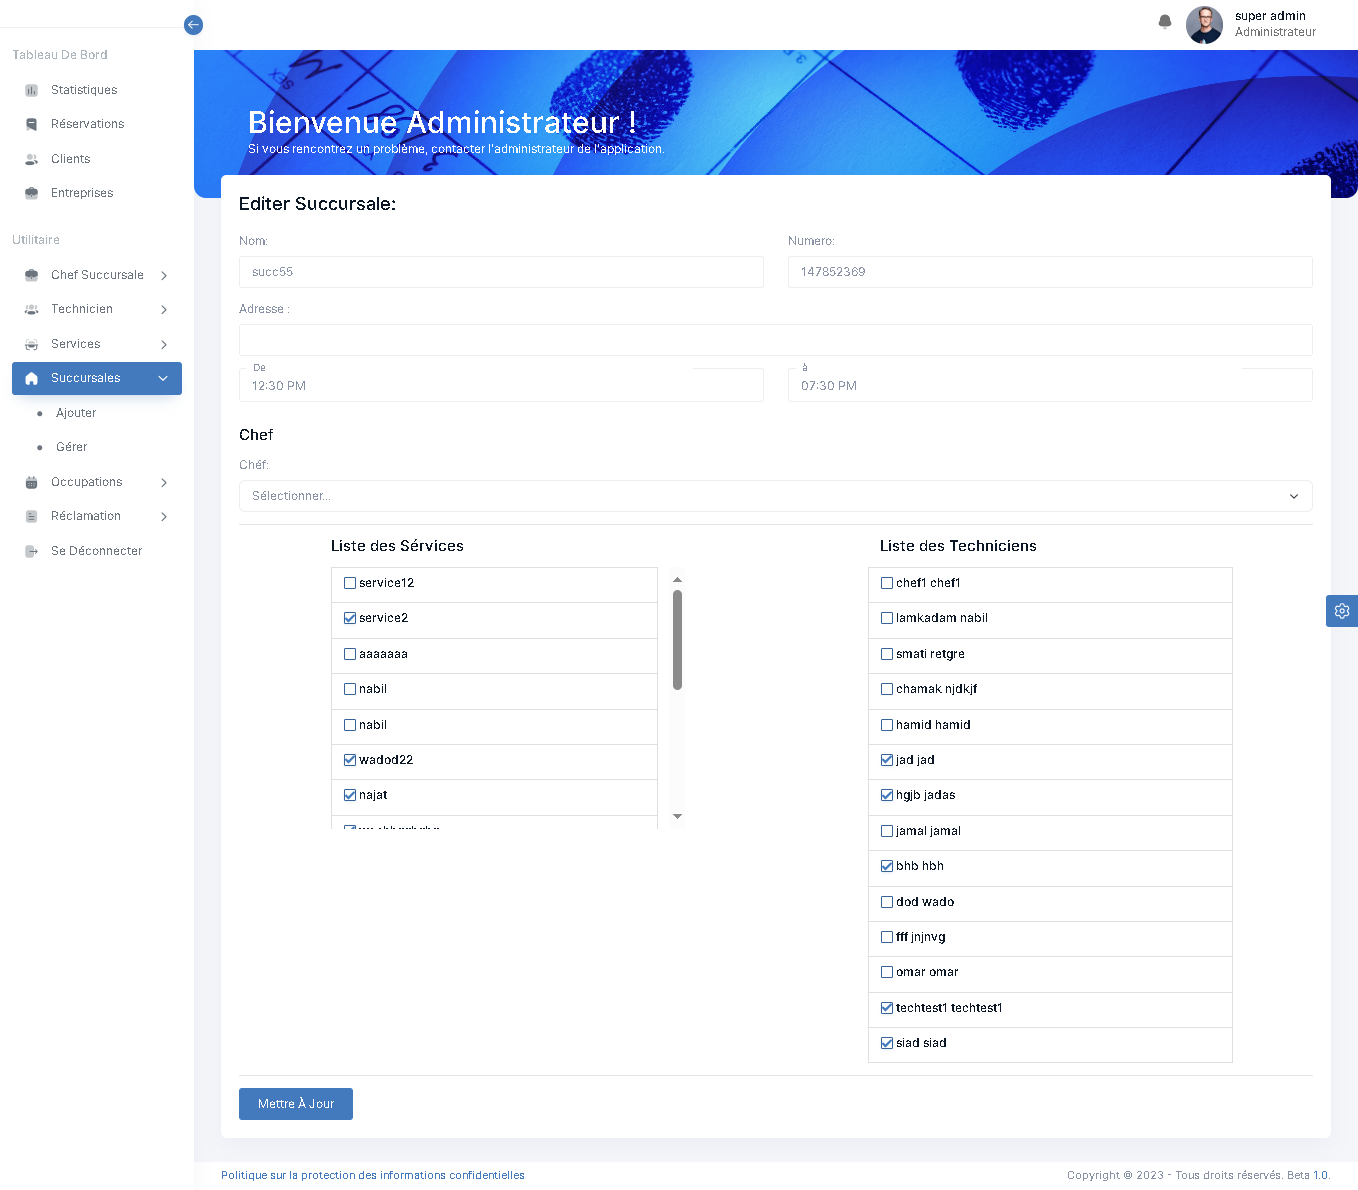 super admin
Administrateur
Tableau De Bord
Statistiques
Réservations
Clients
Entreprises
Utilitaire
Chef Succursale
Technicien
Services
Succursales
Ajouter
Gérer
Occupations
Réclamation
Se Déconnecter
Bienvenue Administrateur !
Si vous rencontrez un problème, contacter l'administrateur de l'application.
Editer Succursale:
Nom:
Numero:
succ55
147852369
Adresse :
De
à
12:30 PM
07:30 PM
Chef
Chéf:
Sélectionner...
Liste des Sérvices
service12
service2
aaaaaaa
nabil
nabil
wadod22
najat
Liste des Techniciens
chef1 chef1
lamkadam nabil
smati retgre
chamak njdkjf
hamid hamid
jad jad
hgjb jadas
jamal jamal
bhb hbh
dod wado
fff jnjnvg
omar omar
techtest1 techtest1
siad siad
Mettre À Jour
Politique sur la protection des informations confidentielles
Copyright © 2023 - Tous droits réservés. Beta 1.0.